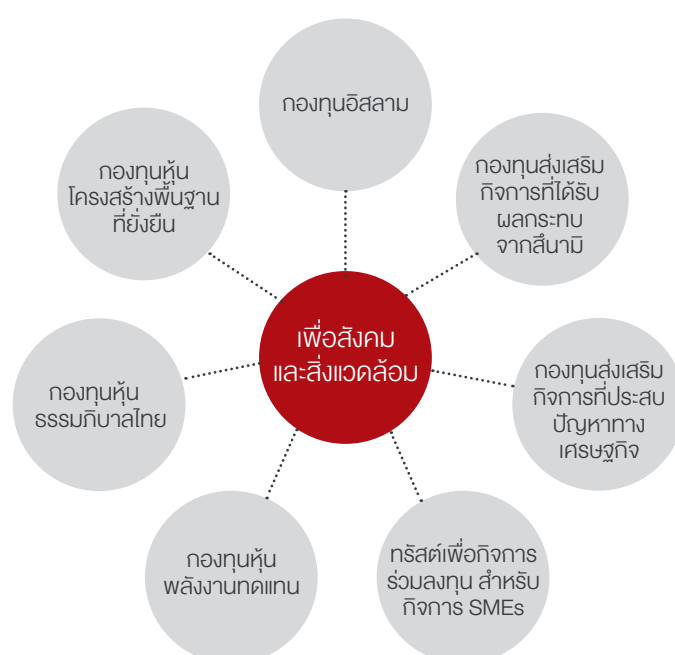 กองทุนอิสลาม
กองทุนหุ้น
โครงสร้างพื้นฐาน
ที่ยั่งยืน
กองทุนส่งเสริม
กิจการที่ได้รับ
ผลกระทบ
จากสึนามิ
เพื่อสังคม
และสิ่งแวดล้อม
กองทุนหุ้น
ธรรมภิบาลไทย
กองทุนส่งเสริม
กิจการที่ประสบ
ปัญหาทาง
เศรษฐกิจ
กองทุนหุ้น
พลังงานทดแทน
ทรัสต์เพื่อกิจการ
ร่วมลงทุน สำหรับ
กิจการ SMEs